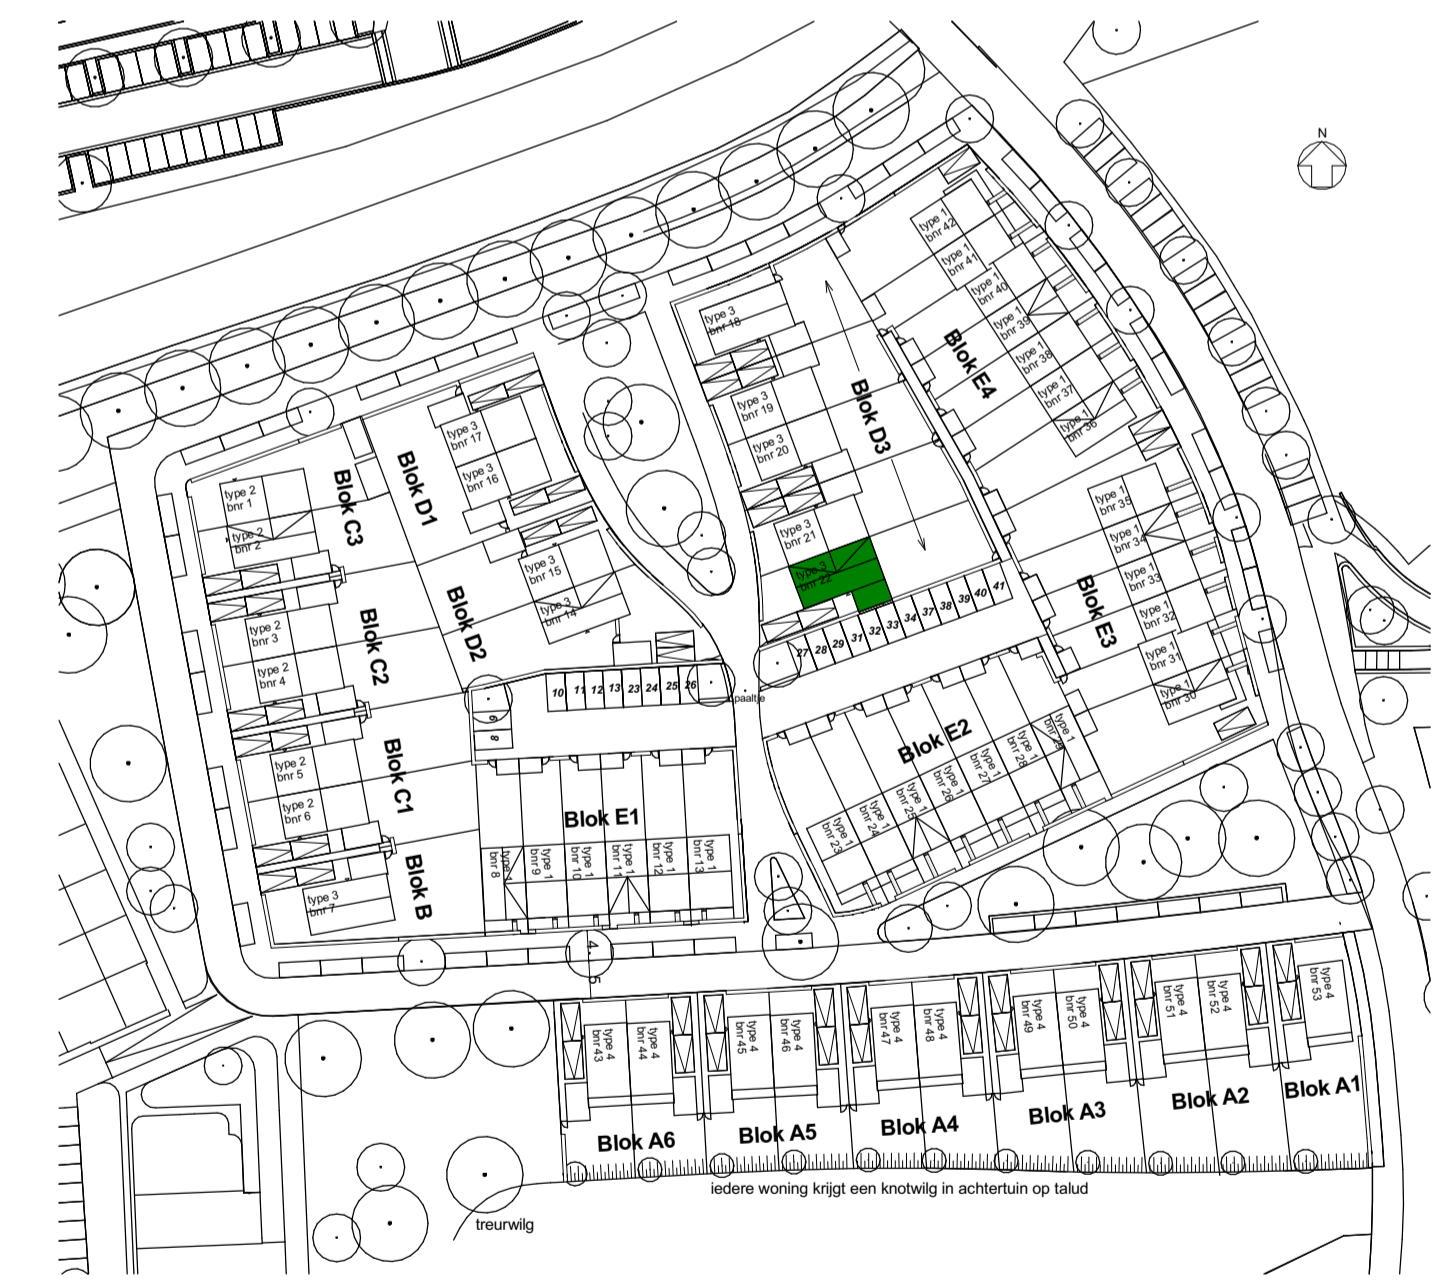 N
type 1
bnr 42
type 1
bnr 41
type 1
bnr 40
type 1
bnr 39
type 1
bnr 38
type 1
bnr 37
type 1
bnr 36
Blok E4
type 3
bnr 18
type 3
bnr 19
type 3
bnr 20
Blok D3
type 3
bnr 21
type 3
bnr 22
type 3
bnr 17
type 3
bnr 16
Blok D1
Blok C3
type 2
bnr 1
type 2
bnr 2
type 3
bnr 15
type 3
bnr 14
Blok D2
type 1
bnr 35
type 1
bnr 34
type 1
bnr 33
type 1
bnr 32
type 1
bnr 31
type 1
bnr 30
Blok E3
27 28 29 31 32 33 34 37 38 39 40 41
type 2
bnr 3
type 2
bnr 4
Blok C2
10 11 12 13 23 24 25 26
paaltje
9
8
type 2
bnr 5
type 2
bnr 6
Blok C1
Blok E2
type 1
bnr 23
type 1
bnr 24
type 1
bnr 25
type 1
bnr 26
type 1
bnr 27
type 1
bnr 28
type 1
bnr 29
Blok E1
type 1
bnr 8
type 1
bnr 9
type 1
bnr 10
type 1
bnr 11
type 1
bnr 12
type 1
bnr 13
type 3
bnr 7
Blok B
4
5
type 4
bnr 43
type 4
bnr 44
type 4
bnr 45
type 4
bnr 46
type 4
bnr 47
type 4
bnr 48
type 4
bnr 49
type 4
bnr 50
type 4
bnr 51
type 4
bnr 52
type 4
bnr 53
Blok A6
Blok A5
Blok A4
Blok A3
Blok A2
Blok A1
iedere woning krijgt een knotwilg in achtertuin op talud
treurwilg